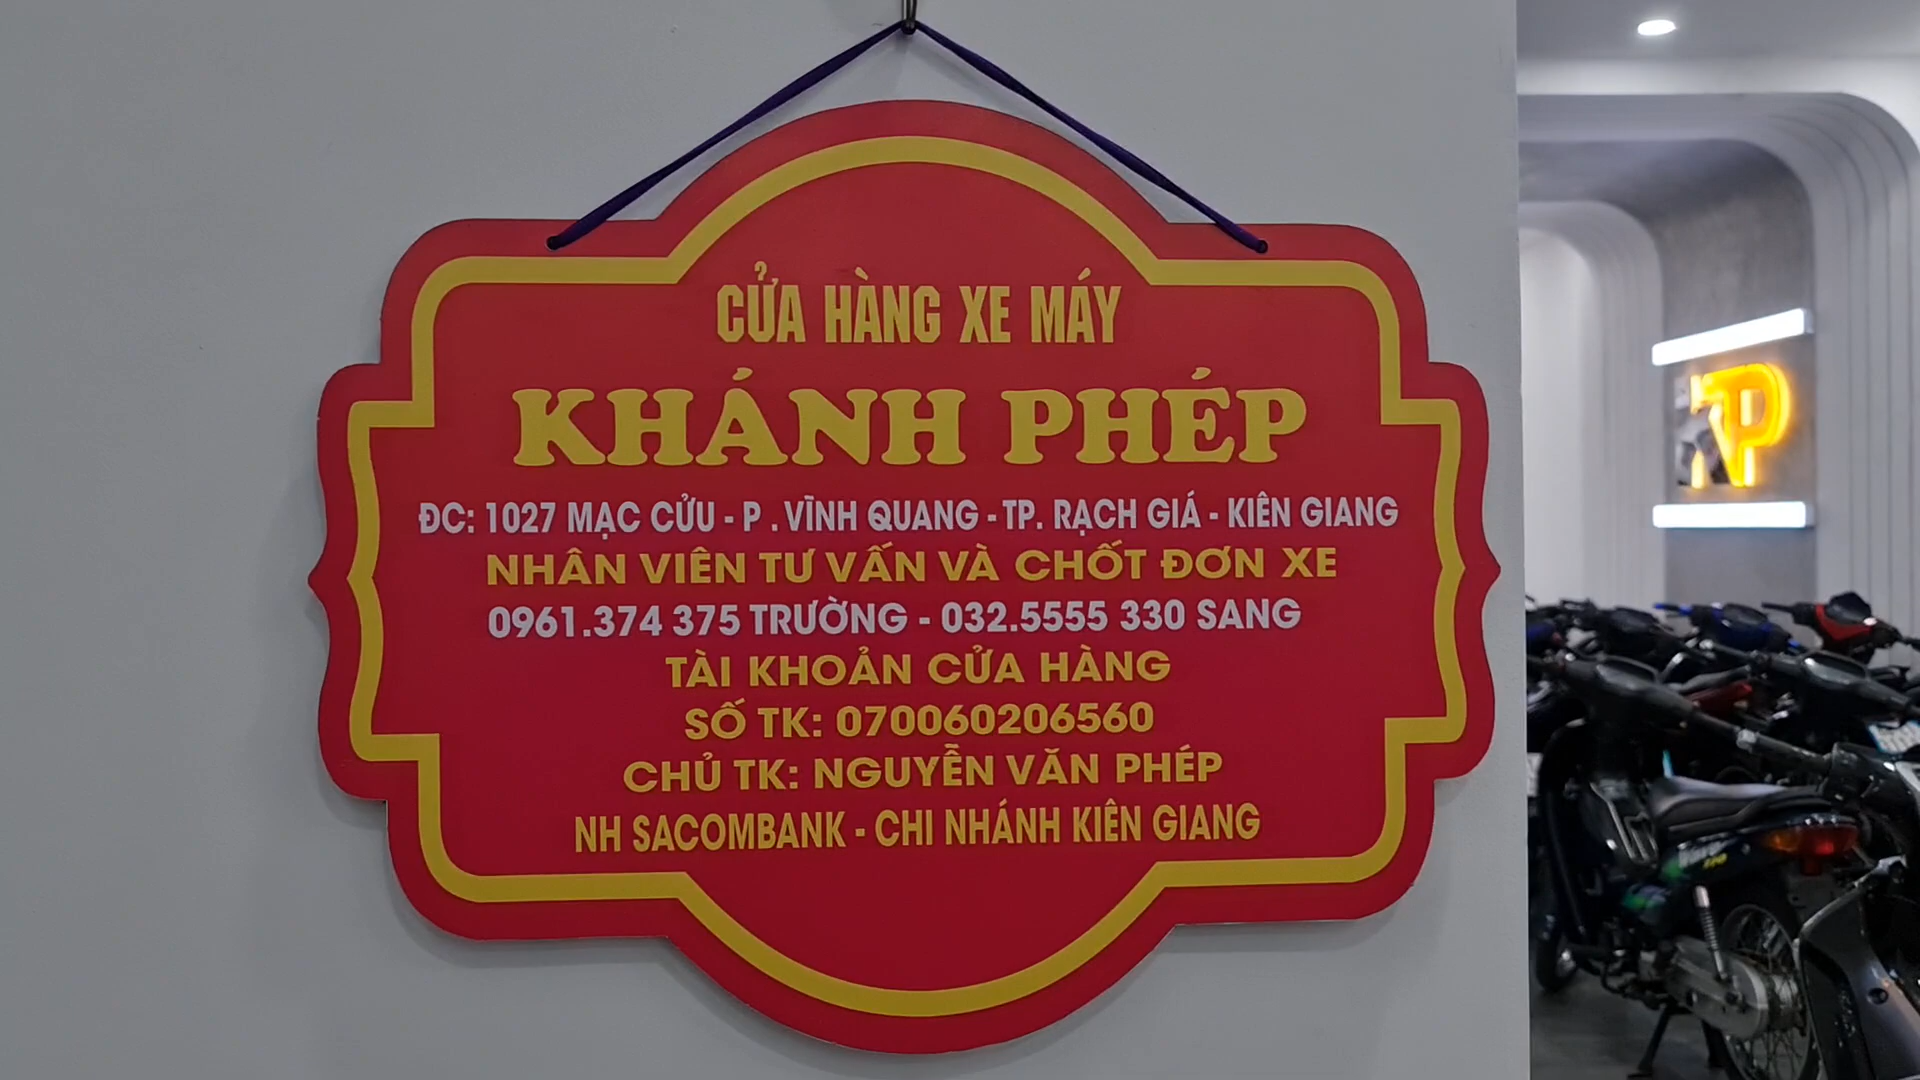 CỬA HÀNG XE MÁY
KHÁNH PHÉP
ĐC: 1027 MẠC CỬU - P . VĨNH QUANG - TP. RẠCH GIÁ - KIÊN GIANG
NHÂN VIÊN TƯ VẤN VÀ CHỐT ĐƠN XE
0961.374 375 TRƯỜNG - 032.5555 330 SANG
TÀI KHOẢN CỬA HÀNG
SỐ TK: 070060206560
CHỦ TK: NGUYỄN VĂN PHÉP
NH SACOMBANK - CHI NHÁNH KIÊN GIANG